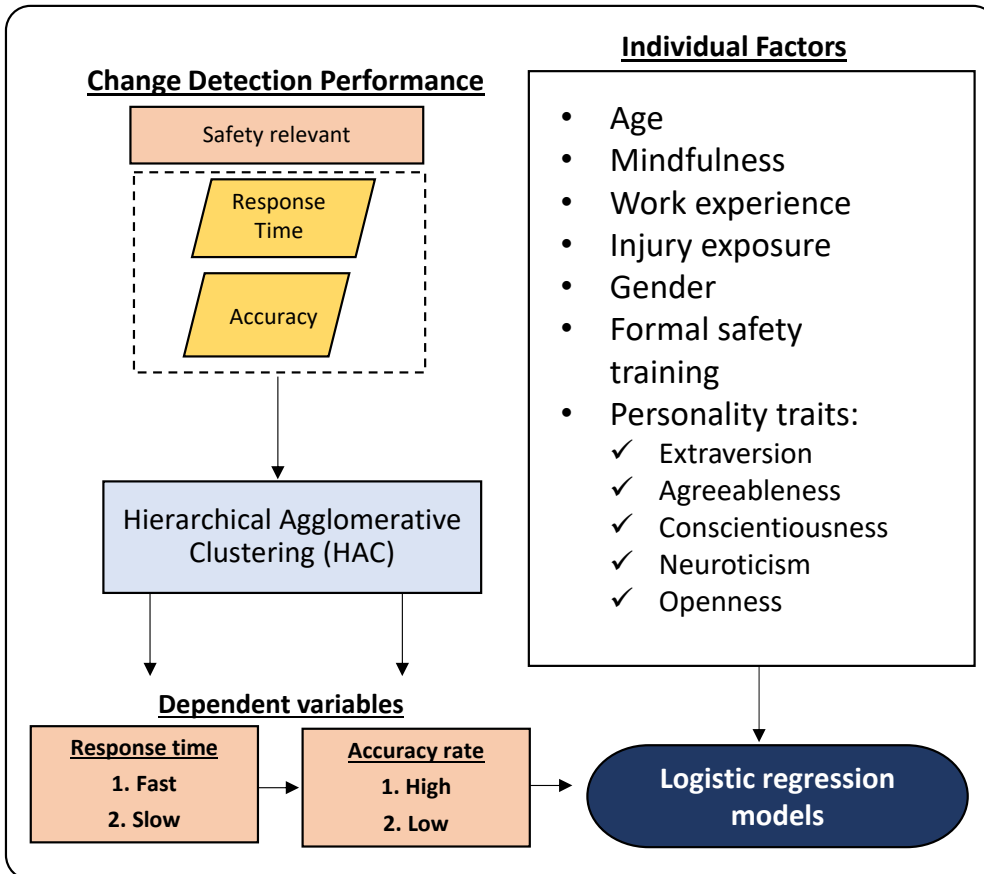 Change Detection Performance
Safety relevant
Response
Time
Accuracy
Hierarchical Agglomerative
Clustering (HAC)
Dependent variables
Response time
1. Fast
2. Slow
Accuracy rate
1. High
2. Low
Individual Factors
• Age
• Mindfulness
• Work experience
• Injury exposure
• Gender
• Formal safety
training
• Personality traits:
✓ Extraversion
✓ Agreeableness
✓ Conscientiousness
✓ Neuroticism
✓ Openness
Logistic regression
models